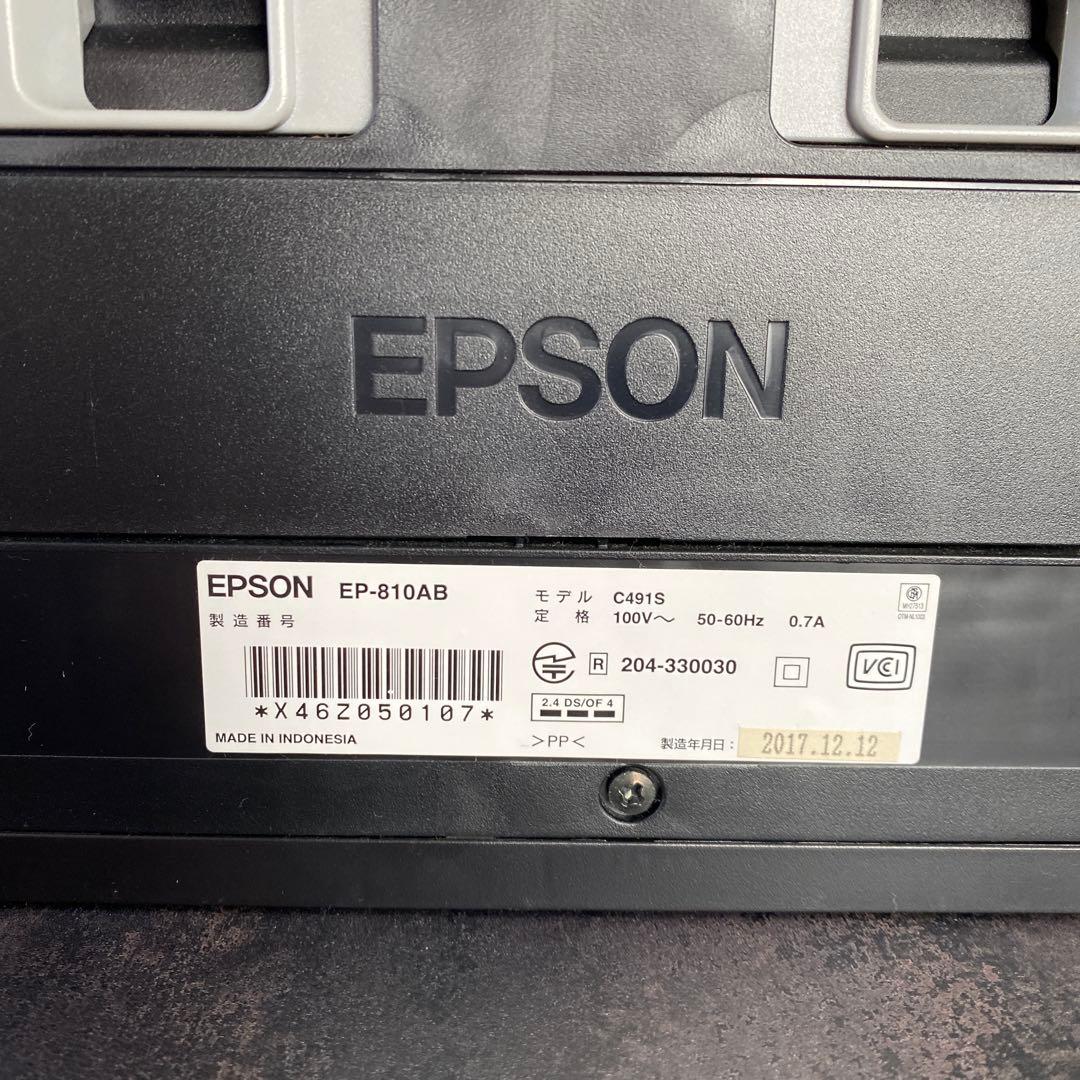 EPSON
EPSON EP-810AB
製造番号
*X46Z050107*
MADE IN INDONESIA
モデル C491S
定格 100V～ 50-60Hz 0.7A
R 204-330030
2.4 DS/OF 4
>PP<
製造年月日： 2017.12.12
VCCI